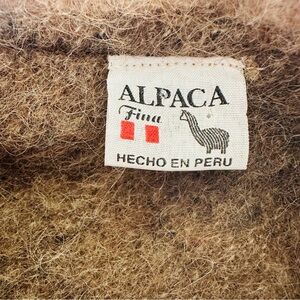 ALPACA
Fina
HECHO EN PERU